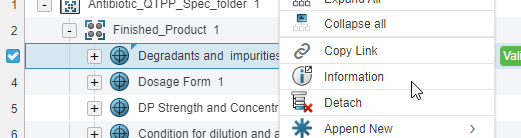 1 Antibiotic_QTPP_Spec_folder 1
Expand All
2 Finished_Product 1
Collapse all
Degradants and impurities
Copy Link
Vali
4 Dosage Form 1
Information
5 DP Strength and Concentr
Detach
6 Condition for dilution and a
Append New